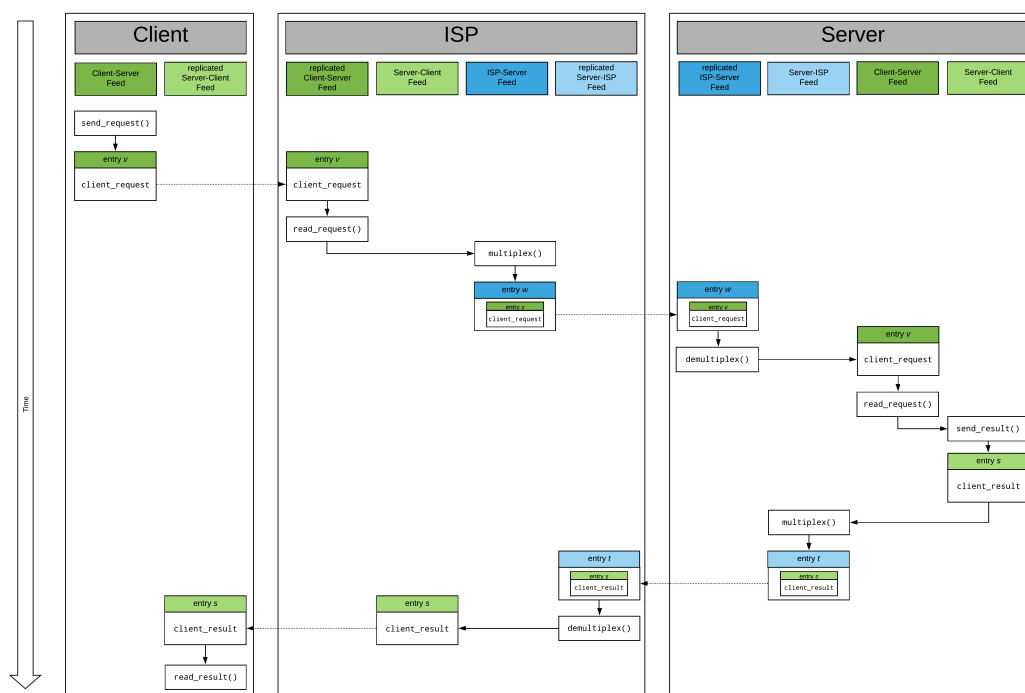 Client
ISP
Server
Client-Server
Feed
replicated
Server-Client
Feed
replicated
Client-Server
Feed
Server-Client
Feed
ISP-Server
Feed
replicated
Server-ISP
Feed
replicated
ISP-Server
Feed
Server-ISP
Feed
Client-Server
Feed
Server-Client
Feed
send_request()
entry v
client_request
entry v
client_request
read_request()
multiplex()
entry w
entry v
client_request
entry w
entry v
client_request
demultiplex()
entry v
client_request
read_request()
send_result()
entry s
client_result
multiplex()
entry t
entry s
client_result
entry t
entry s
client_result
demultiplex()
entry s
client_result
entry s
client_result
read_result()
Time